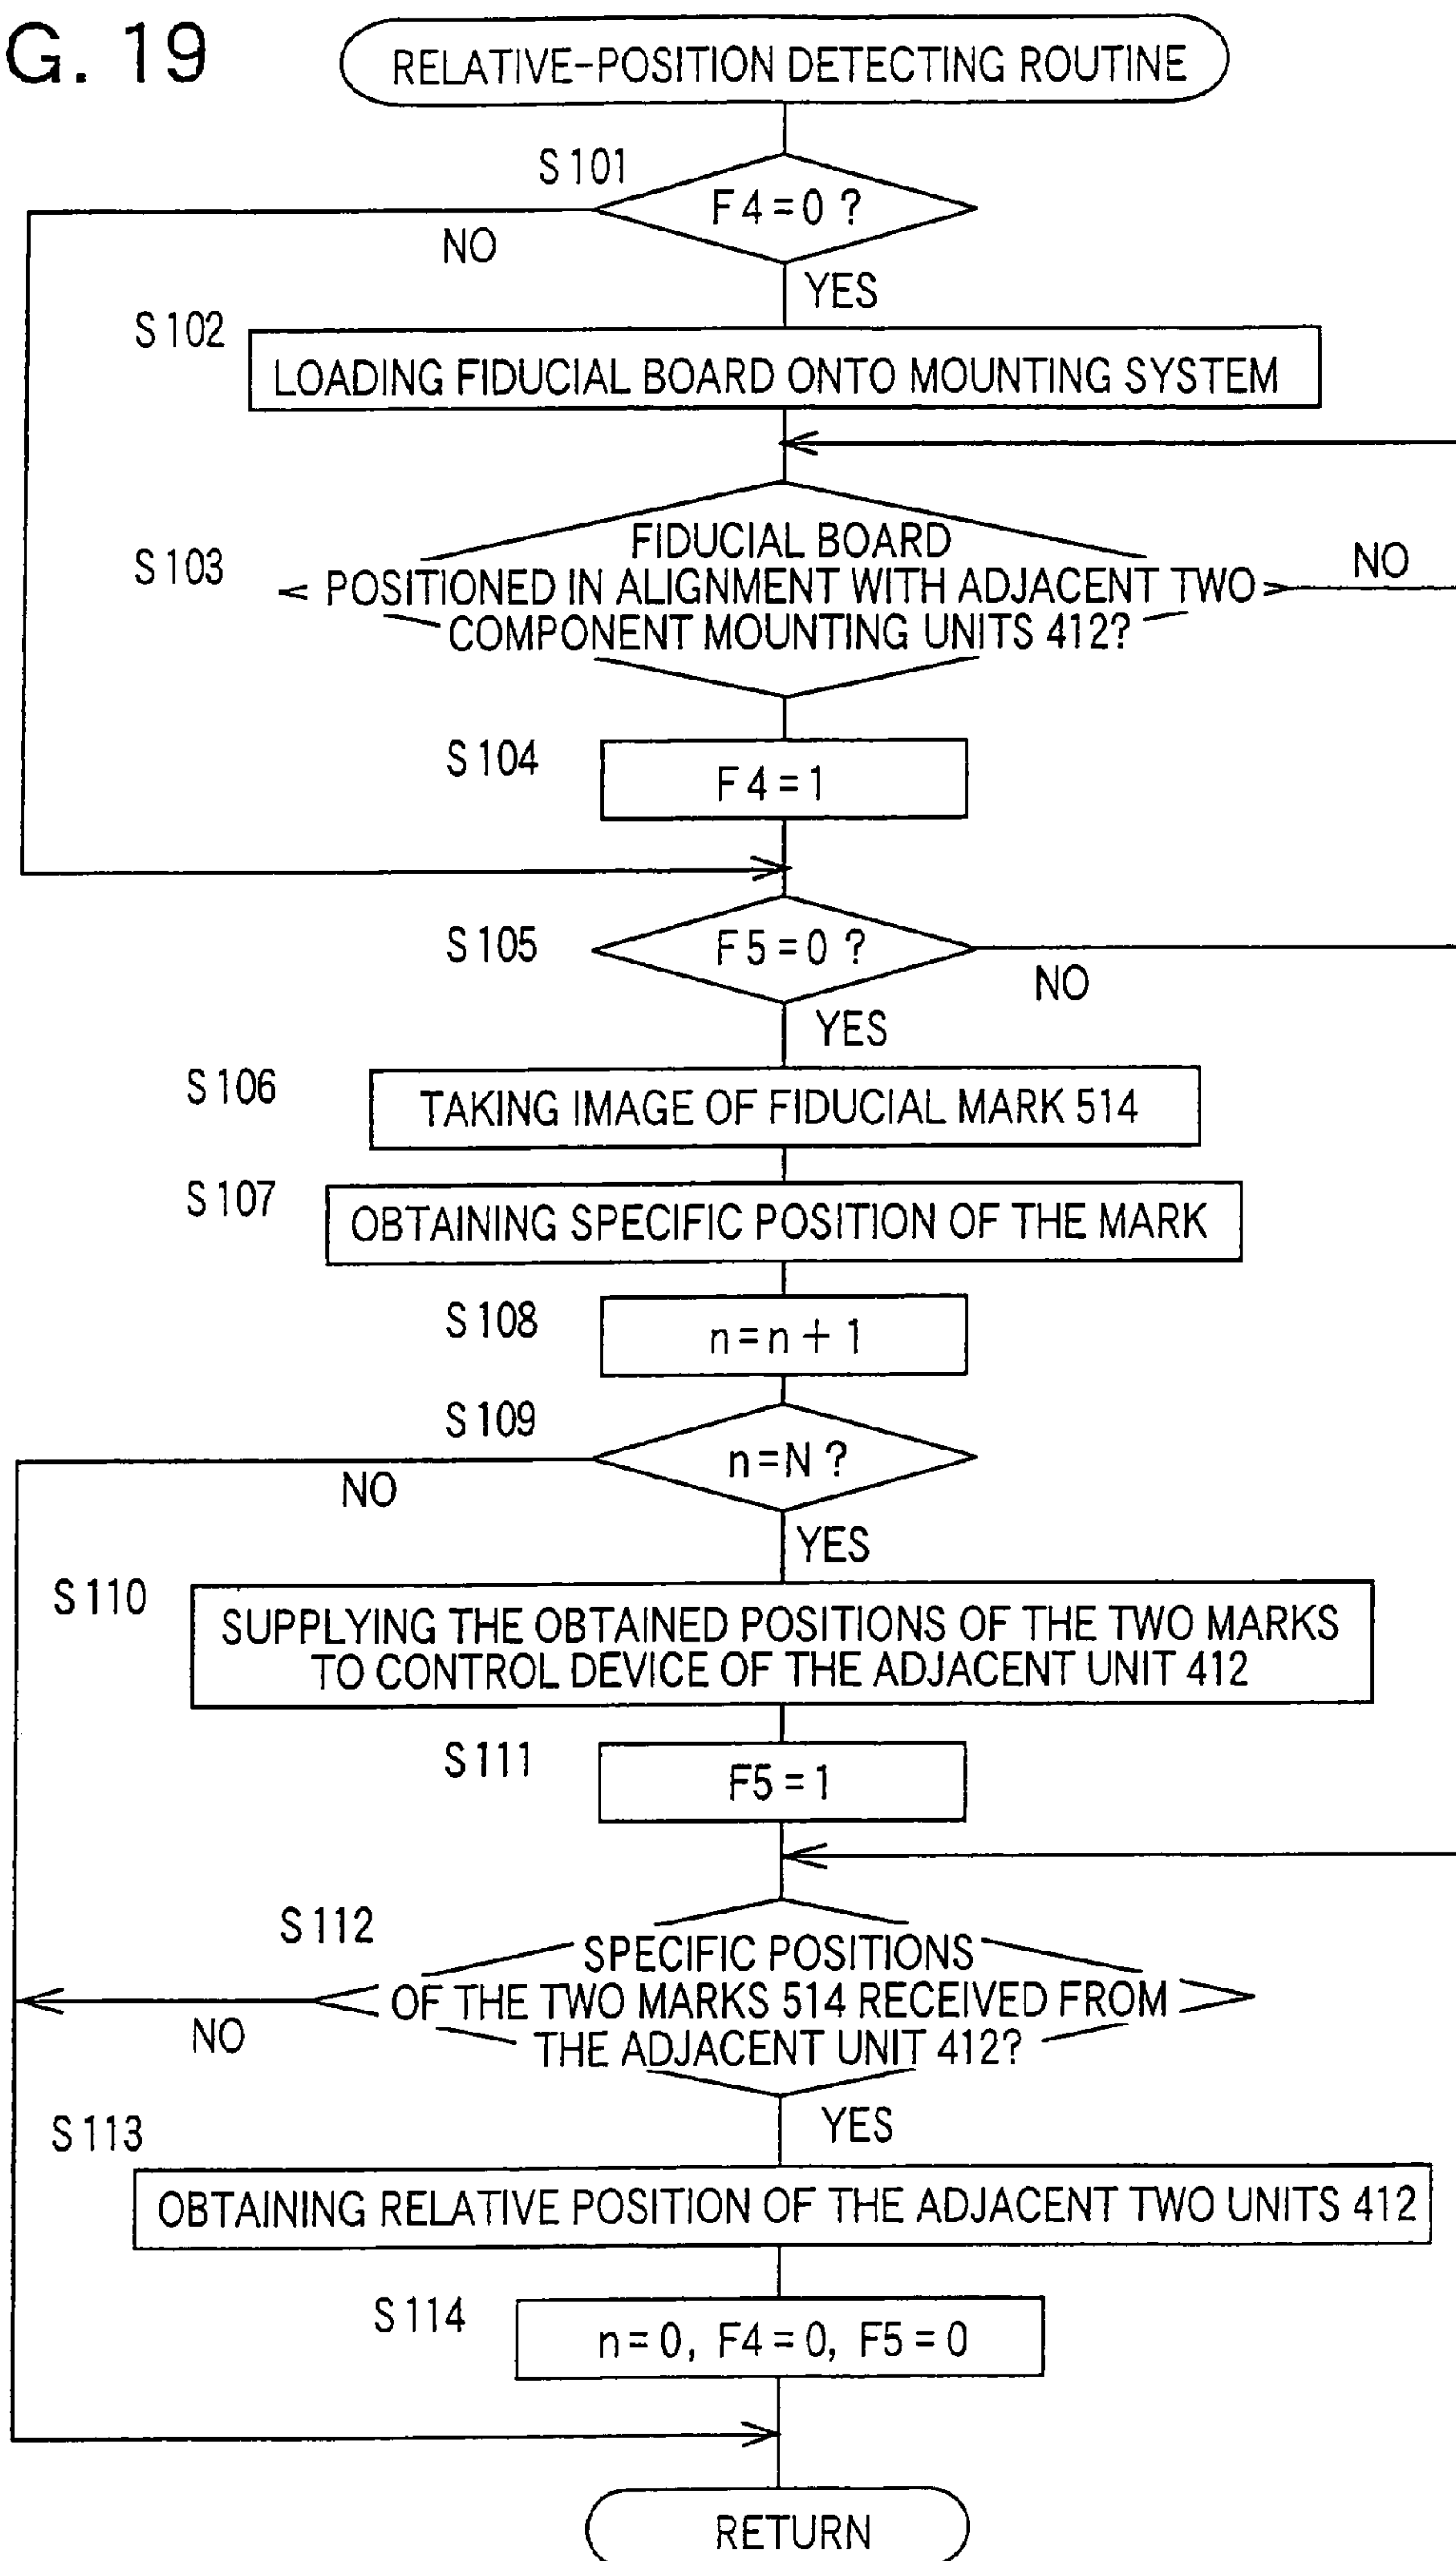 G. 19
RELATIVE-POSITION DETECTING ROUTINE
S101
F4=0 ?
NO
YES
S102
LOADING FIDUCIAL BOARD ONTO MOUNTING SYSTEM
S103
FIDUCIAL BOARD
POSITIONED IN ALIGNMENT WITH ADJACENT TWO
COMPONENT MOUNTING UNITS 412?
NO
S104
F4=1
S105
F5=0 ?
NO
YES
S106
TAKING IMAGE OF FIDUCIAL MARK 514
S107
OBTAINING SPECIFIC POSITION OF THE MARK
S108
n=n+1
S109
n=N ?
NO
YES
S110
SUPPLYING THE OBTAINED POSITIONS OF THE TWO MARKS
TO CONTROL DEVICE OF THE ADJACENT UNIT 412
S111
F5=1
S112
SPECIFIC POSITIONS
OF THE TWO MARKS 514 RECEIVED FROM
THE ADJACENT UNIT 412?
NO
YES
S113
OBTAINING RELATIVE POSITION OF THE ADJACENT TWO UNITS 412
S114
n=0, F4=0, F5=0
RETURN